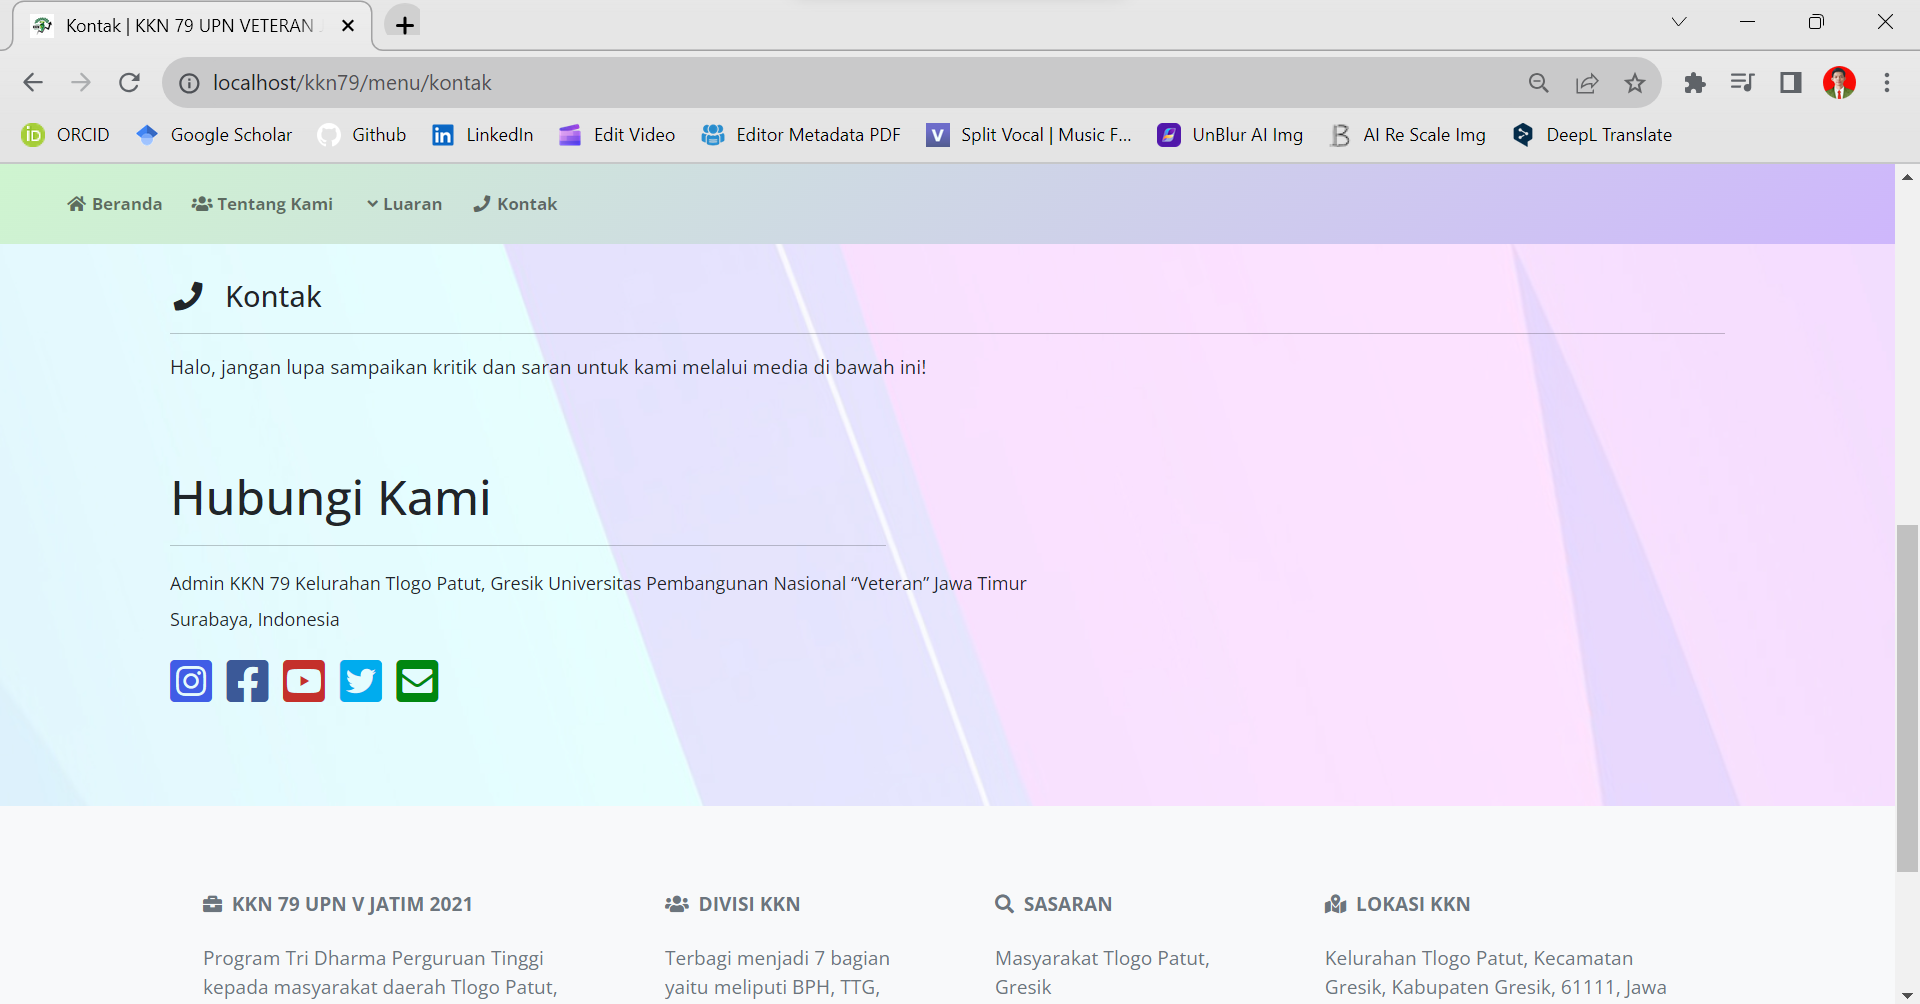 Kontak | KKN 79 UPN VETERAN
localhost/kkn79/menu/kontak
ORCID
Google Scholar
Github
LinkedIn
Edit Video
Editor Metadata PDF
Split Vocal | Music F...
UnBlur AI Img
AI Re Scale Img
DeepL Translate
Beranda
Tentang Kami
Luaran
Kontak
Kontak
Halo, jangan lupa sampaikan kritik dan saran untuk kami melalui media di bawah ini!
Hubungi Kami
Admin KKN 79 Kelurahan Tlogo Patut, Gresik Universitas Pembangunan Nasional “Veteran” Jawa Timur
Surabaya, Indonesia
KKN 79 UPN V JATIM 2021
Program Tri Dharma Perguruan Tinggi
kepada masyarakat daerah Tlogo Patut,
DIVISI KKN
Terbagi menjadi 7 bagian
yaitu meliputi BPH, TTG,
SASARAN
Masyarakat Tlogo Patut,
Gresik
LOKASI KKN
Kelurahan Tlogo Patut, Kecamatan
Gresik, Kabupaten Gresik, 61111, Jawa